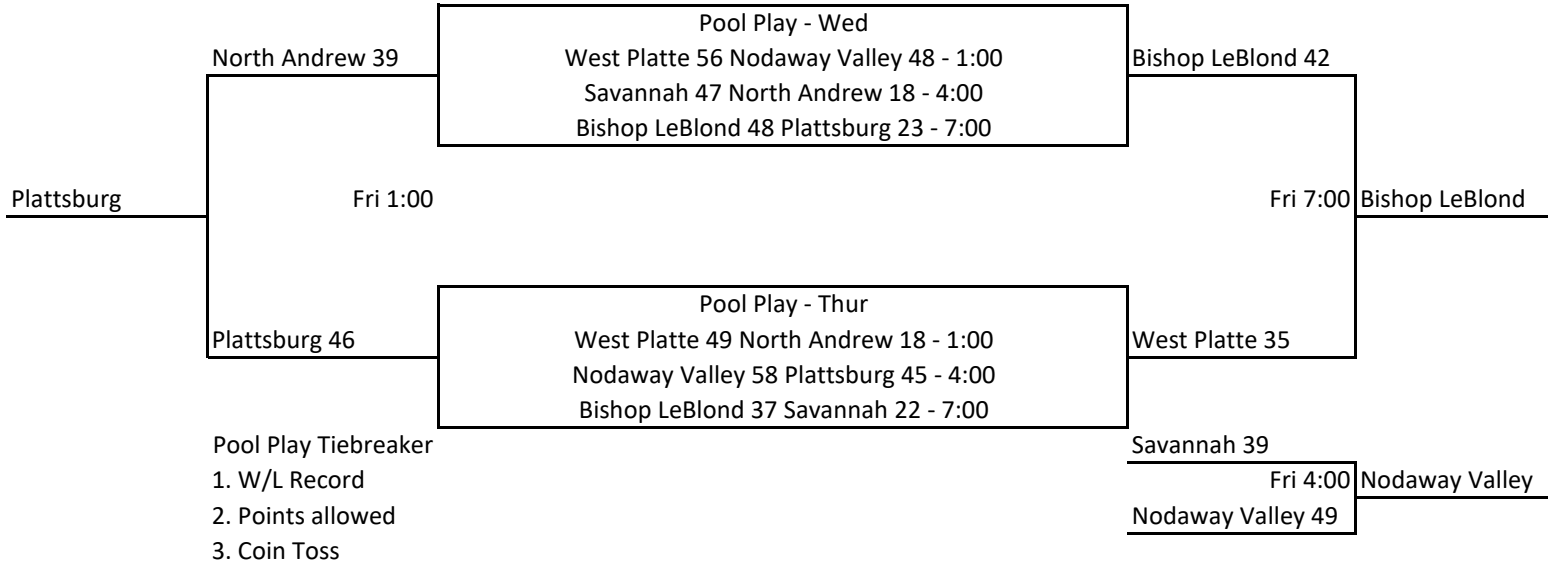 Pool Play - Wed
North Andrew 39
West Platte 56 Nodaway Valley 48 - 1:00
Bishop LeBlond 42
Savannah 47 North Andrew 18 - 4:00
Bishop LeBlond 48 Plattsburg 23 - 7:00
Plattsburg
Fri 1:00
Fri 7:00
Bishop LeBlond
Pool Play - Thur
Plattsburg 46
West Platte 49 North Andrew 18 - 1:00
West Platte 35
Nodaway Valley 58 Plattsburg 45 - 4:00
Bishop LeBlond 37 Savannah 22 - 7:00
Pool Play Tiebreaker
Savannah 39
1. W/L Record
Fri 4:00
Nodaway Valley
2. Points allowed
Nodaway Valley 49
3. Coin Toss